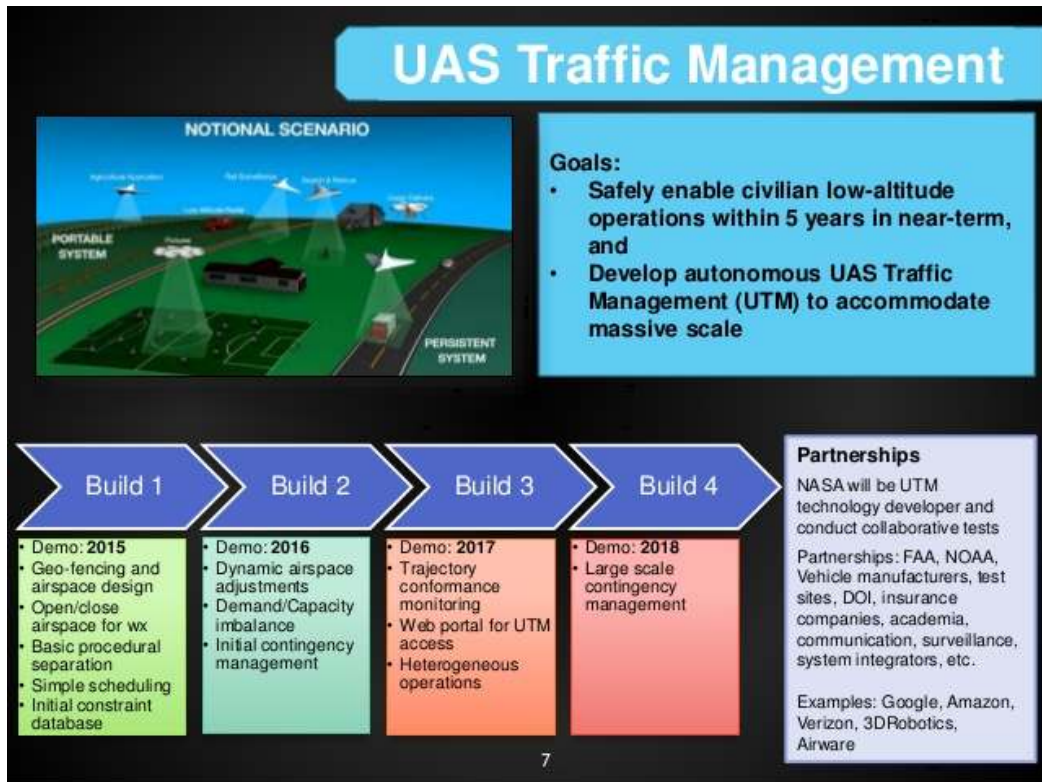 UAS Traffic Management
NOTIONAL SCENARIO
Agricultural Application
Rail Surveillance
Search & Rescue
PORTABLE
SYSTEM
PERSISTENT
SYSTEM
Goals:
• Safely enable civilian low-altitude
operations within 5 years in near-term,
and
• Develop autonomous UAS Traffic
Management (UTM) to accommodate
massive scale
Build 1
• Demo: 2015
• Geo-fencing and
airspace design
• Open/close
airspace for wx
• Basic procedural
separation
• Simple scheduling
• Initial constraint
database
Build 2
• Demo: 2016
• Dynamic airspace
adjustments
• Demand/Capacity
imbalance
• Initial contingency
management
Build 3
• Demo: 2017
• Trajectory
conformance
monitoring
• Web portal for UTM
access
• Heterogeneous
operations
Build 4
• Demo: 2018
• Large scale
contingency
management
Partnerships
NASA will be UTM
technology developer and
conduct collaborative tests
Partnerships: FAA, NOAA,
Vehicle manufacturers, test
sites, DOI, insurance
companies, academia,
communication, surveillance,
system integrators, etc.
Examples: Google, Amazon,
Verizon, 3DRobotics,
Airware
7